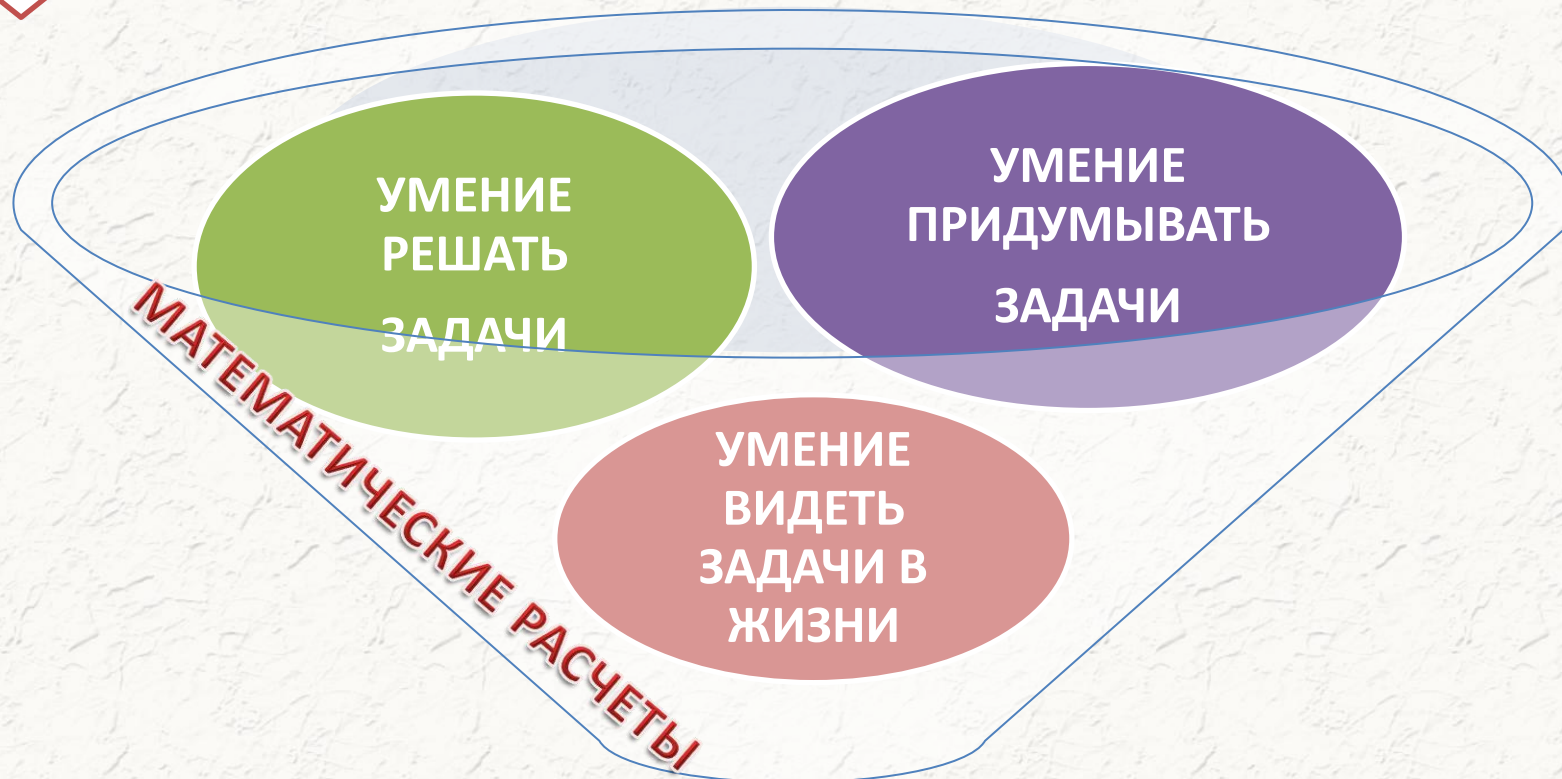 УМЕНИЕ
РЕШАТЬ
ЗАДАЧИ
УМЕНИЕ
ПРИДУМЫВАТЬ
ЗАДАЧИ
УМЕНИЕ
ВИДЕТЬ
ЗАДАЧИ В
ЖИЗНИ
МАТЕМАТИЧЕСКИЕ РАСЧЕТЫ